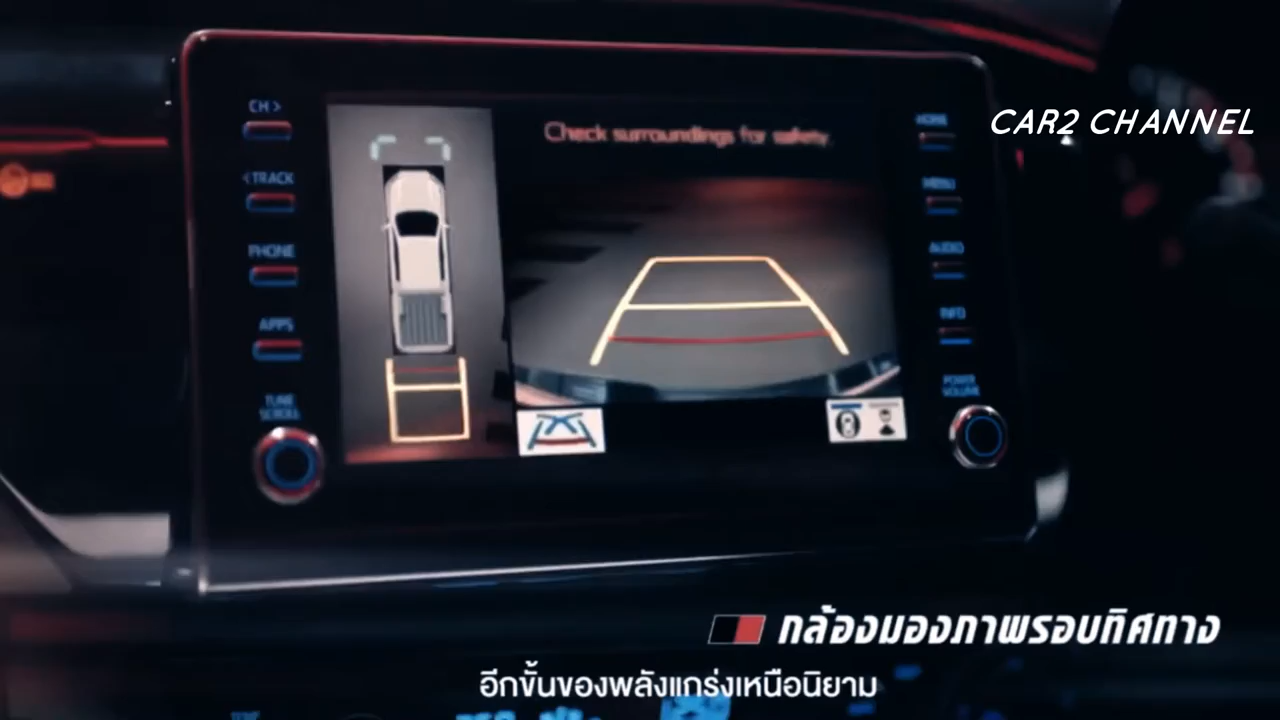 CAR2 CHANNEL
CH >
< TRACK
PHONE
APPS
TUNE
SCROLL
Check surroundings for safety.
HOME
MENU
AUDIO
INFO
POWER
VOLUME
กล้องมองภาพรอบทิศทาง
อีกขั้นของพลังแกร่งเหนือนิยาม